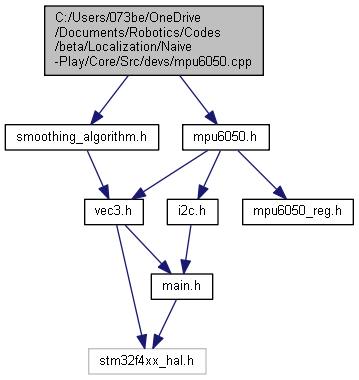 C:/Users/073be/OneDrive
/Documents/Robotics/Codes
/beta/Localization/Naive
-Play/Core/Src/devs/mpu6050.cpp
smoothing_algorithm.h
mpu6050.h
vec3.h
i2c.h
mpu6050_reg.h
main.h
stm32f4xx_hal.h